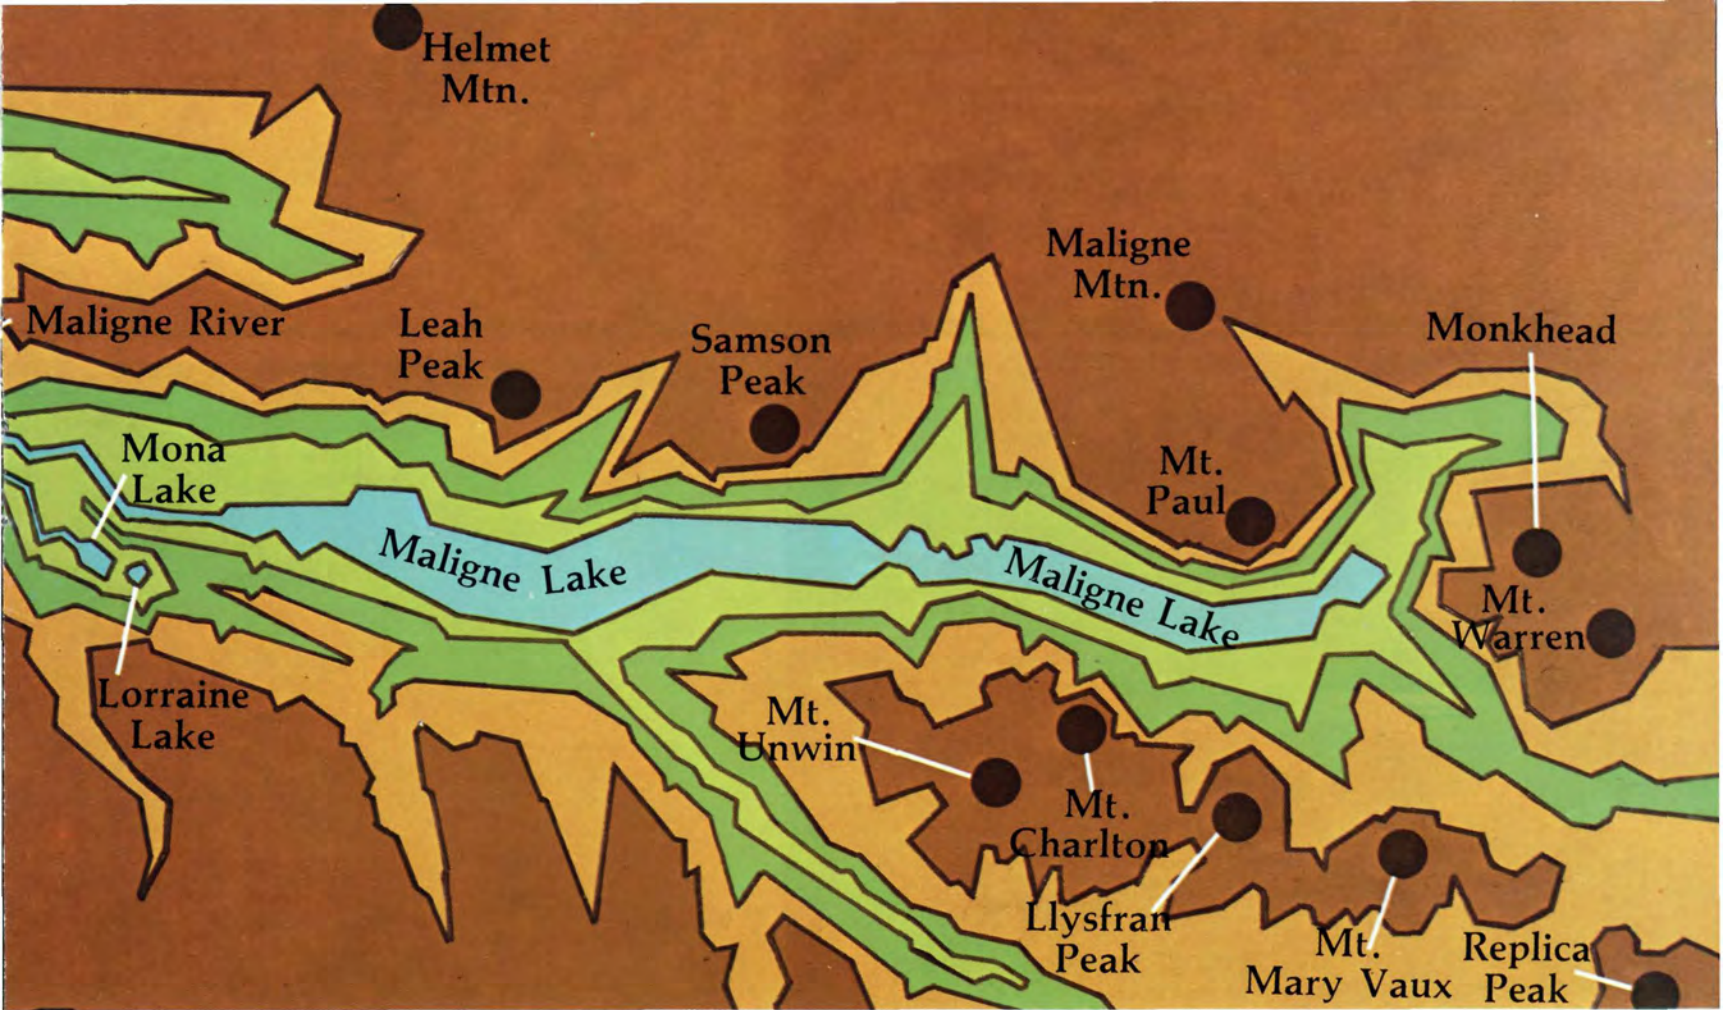 Helmet
Mtn.
Maligne
Mtn.
Maligne River
Leah
Peak
Samson
Peak
Monkhead
Mona
Lake
Mt.
Paul
Maligne Lake
Maligne Lake
Mt.
Warren
Lorraine
Lake
Mt.
Unwin
Mt.
Charlton
Llysfran
Peak
Mt.
Mary Vaux
Replica
Peak